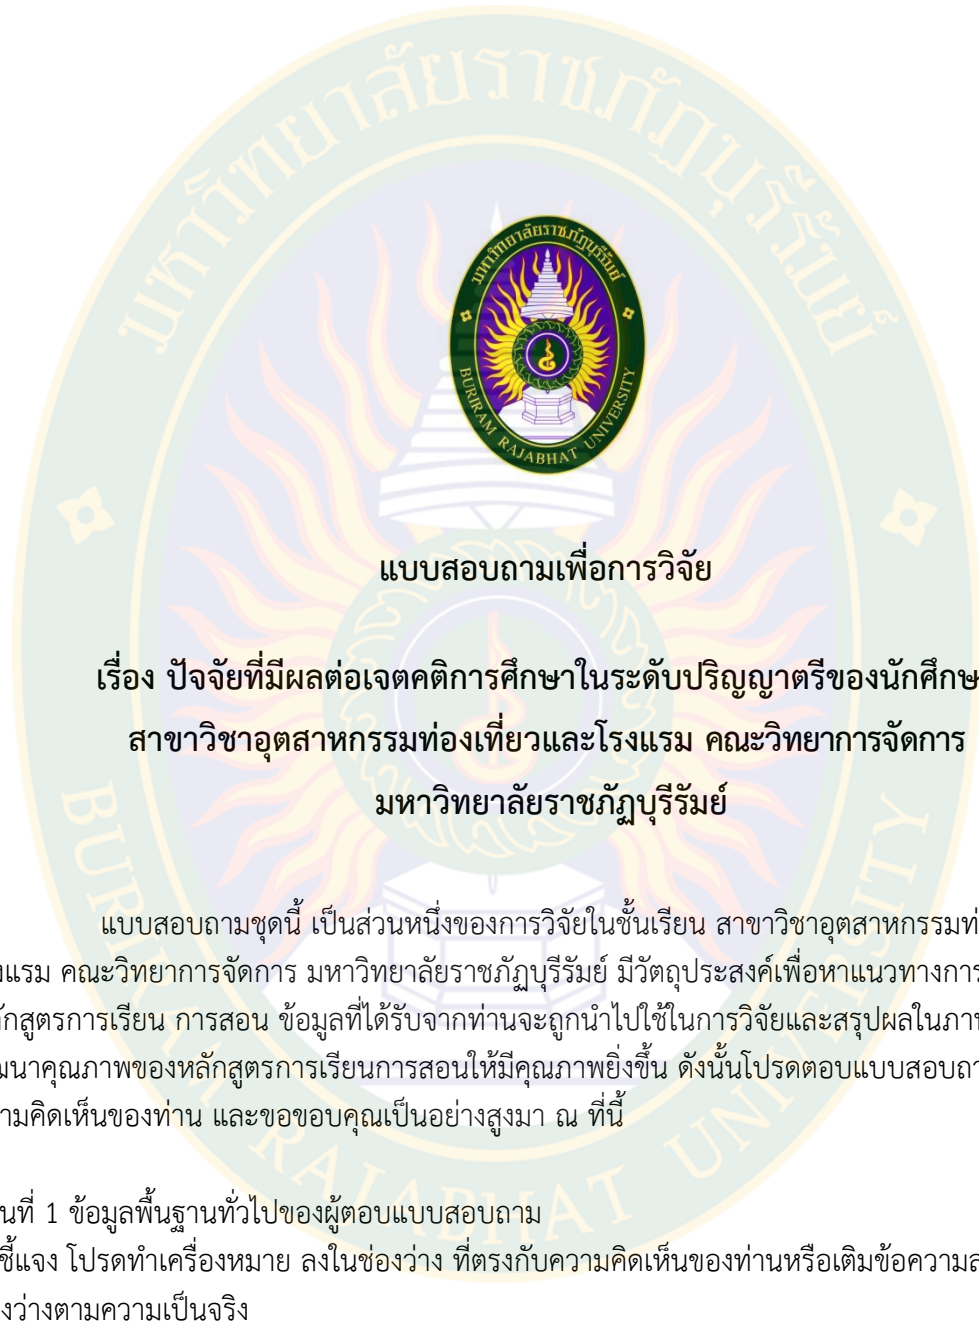 มหาวิทยาลัยราชภัฏบุรีรัมย์
BURIRAM RAJABHAT UNIVERSITY
มหาวิทยาลัยราชภัฏบุรีรัมย์
BURIRAM RAJABHAT UNIVERSITY
แบบสอบถามเพื่อการวิจัย
เรื่อง ปัจจัยที่มีผลต่อเจตคติการศึกษาในระดับปริญญาตรีของนักศึกษ
สาขาวิชาอุตสาหกรรมท่องเที่ยวและโรงแรม คณะวิทยาการจัดการ
มหาวิทยาลัยราชภัฏบุรีรัมย์
แบบสอบถามชุดนี้ เป็นส่วนหนึ่งของการวิจัยในชั้นเรียน สาขาวิชาอุตสาหกรรมท่
งแรม คณะวิทยาการจัดการ มหาวิทยาลัยราชภัฏบุรีรัมย์ มีวัตถุประสงค์เพื่อหาแนวทางการ
ักสูตรการเรียน การสอน ข้อมูลที่ได้รับจากท่านจะถูกนำไปใช้ในการวิจัยและสรุปผลในภาพ
ฒนาคุณภาพของหลักสูตรการเรียนการสอนให้มีคุณภาพยิ่งขึ้น ดังนั้นโปรดตอบแบบสอบถา
ามคิดเห็นของท่าน และขอขอบคุณเป็นอย่างสูงมา ณ ที่นี้
นที่ 1 ข้อมูลพื้นฐานทั่วไปของผู้ตอบแบบสอบถาม
ชี้แจง โปรดทำเครื่องหมาย ลงในช่องว่าง ที่ตรงกับความคิดเห็นของท่านหรือเติมข้อความล
งว่างตามความเป็นจริง